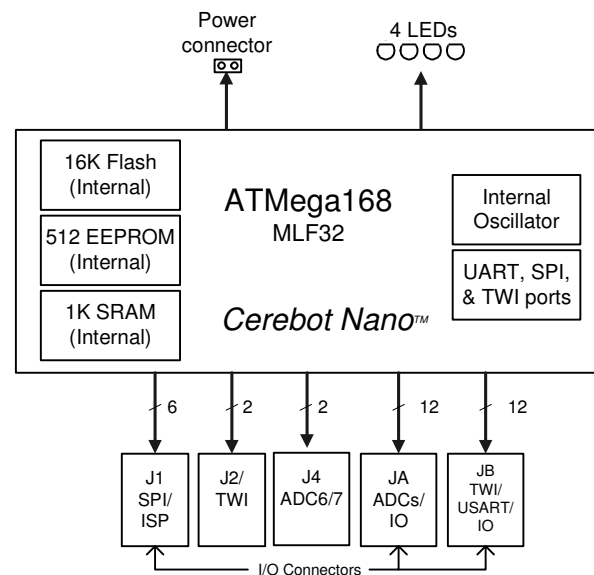 Power
connector
4 LEDs
16K Flash
(Internal)
512 EEPROM
(Internal)
1K SRAM
(Internal)
ATMega168
MLF32
Cerebot Nano™
Internal
Oscillator
UART, SPI,
& TWI ports
6
2
2
12
12
J1
SPI/
ISP
J2/
TWI
J4
ADC6/7
JA
ADCs/
IO
JB
TWI/
USART/
IO
I/O Connectors